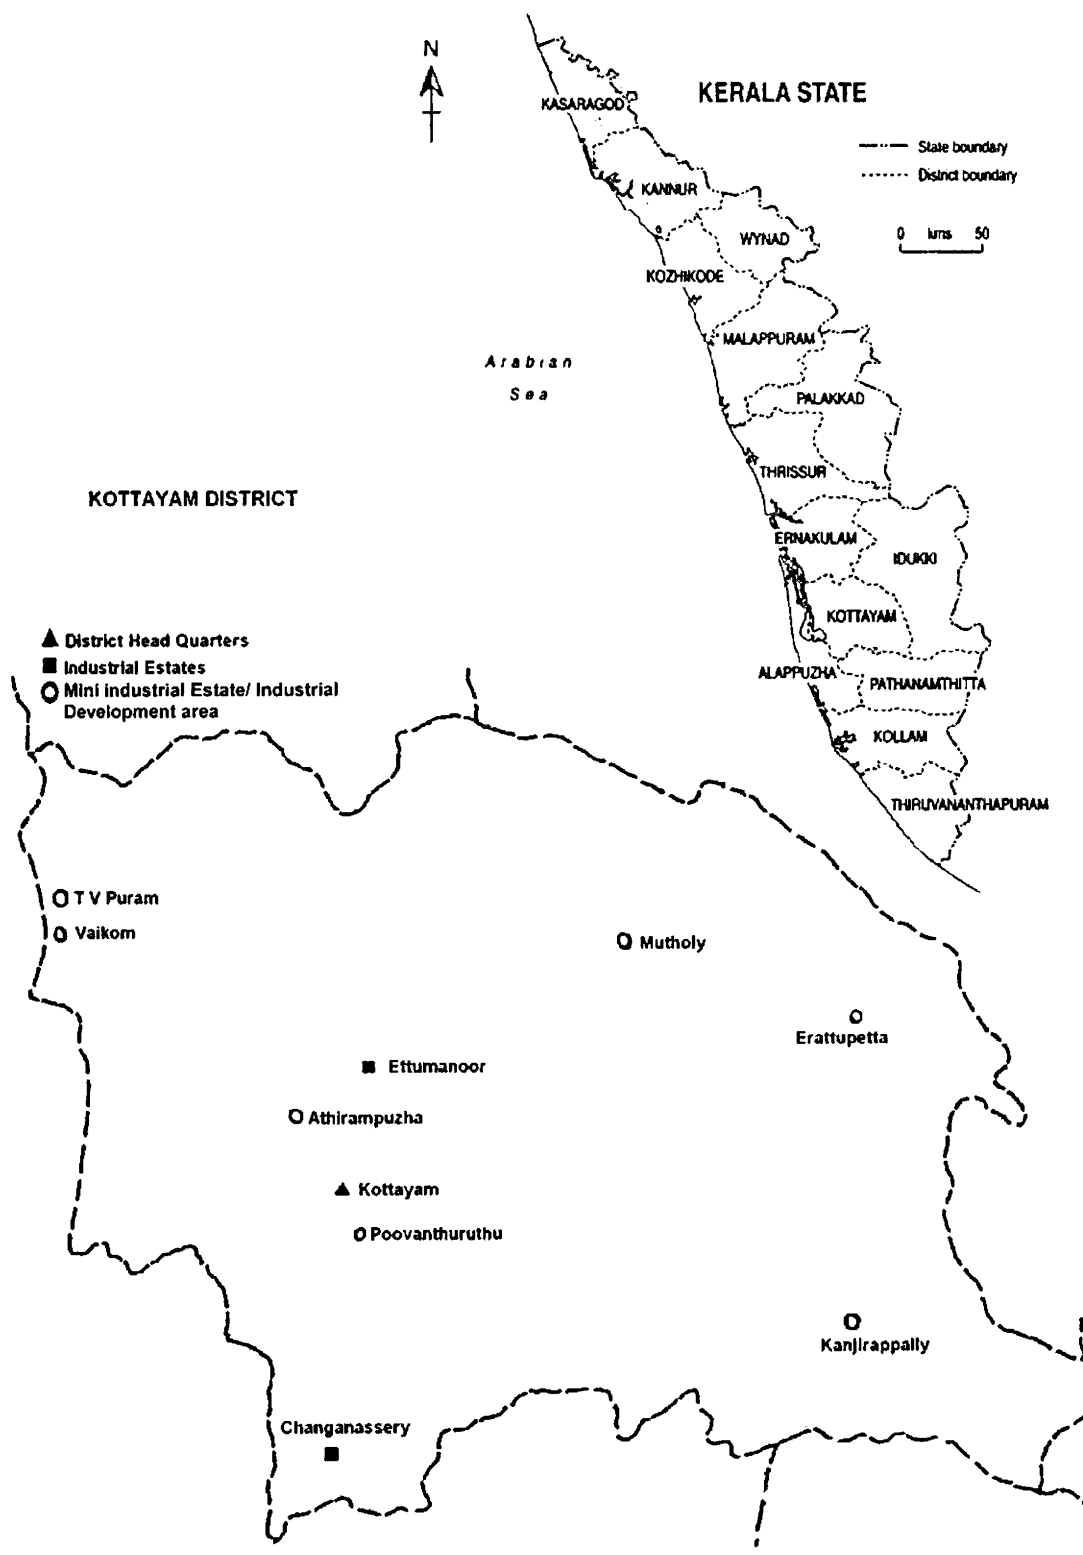 N
KERALA STATE
KASARAGOD
State boundary
District boundary
KANNUR
WYNAD
0 kms 50
KOZHIKODE
MALAPPURAM
Arabian
Sea
PALAKKAD
THRISSUR
KOTTAYAM DISTRICT
ERNAKULAM
IDUKKI
KOTTAYAM
District Head Quarters
Industrial Estates
Mini industrial Estate/ Industrial
Development area
ALAPPUZHA
PATHANAMTHITTA
KOLLAM
THIRUVANANTHAPURAM
T V Puram
Vaikom
Mutholy
Erattupetta
Ettumanoor
Athirampuzha
Kottayam
Poovanthuruthu
Kanjirappally
Changanassery